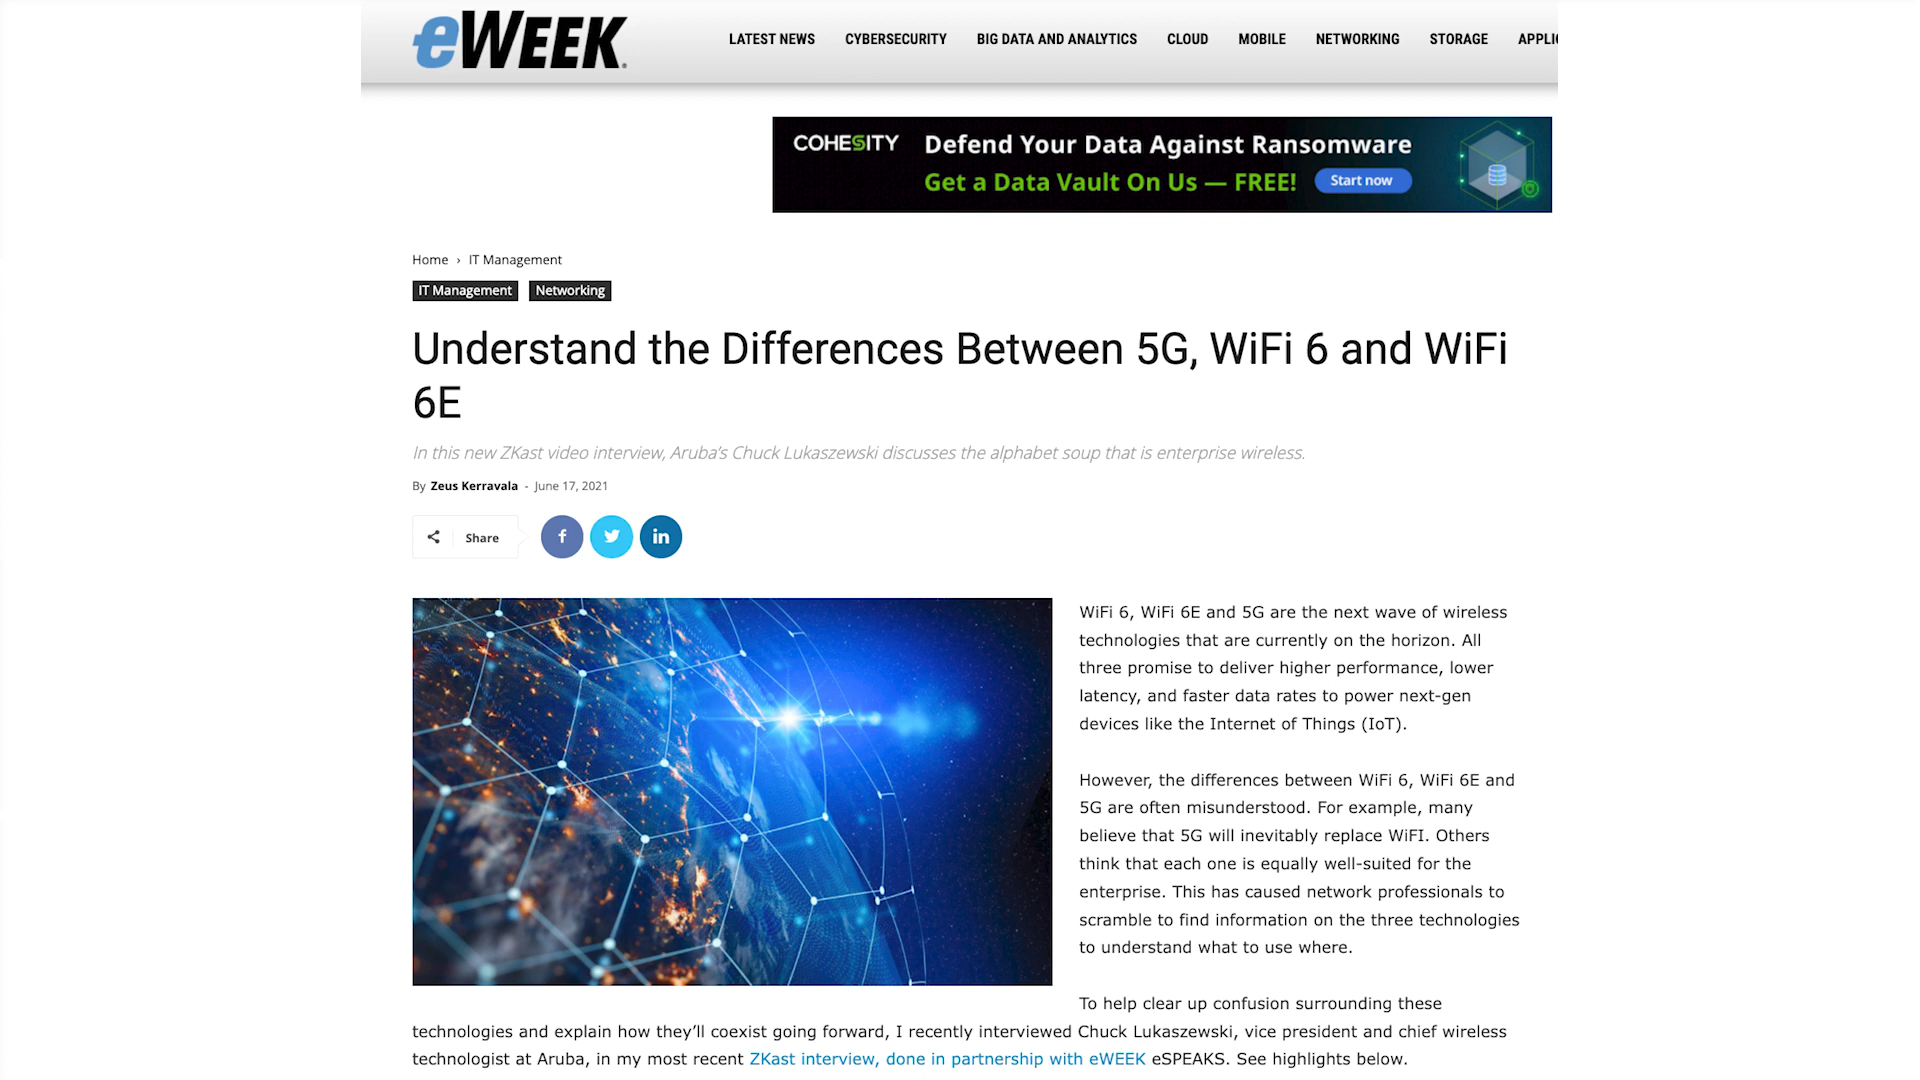 eWEEK.
LATEST NEWS CYBERSECURITY BIG DATA AND ANALYTICS CLOUD MOBILE NETWORKING STORAGE APPLIC
COHESITY
Defend Your Data Against Ransomware
Get a Data Vault On Us — FREE! Start now
Home › IT Management
IT Management Networking
Understand the Differences Between 5G, WiFi 6 and WiFi
6E
In this new ZKast video interview, Aruba’s Chuck Lukaszewski discusses the alphabet soup that is enterprise wireless.
By Zeus Kerravala - June 17, 2021
Share f in
WiFi 6, WiFi 6E and 5G are the next wave of wireless
technologies that are currently on the horizon. All
three promise to deliver higher performance, lower
latency, and faster data rates to power next-gen
devices like the Internet of Things (IoT).
However, the differences between WiFi 6, WiFi 6E and
5G are often misunderstood. For example, many
believe that 5G will inevitably replace WiFI. Others
think that each one is equally well-suited for the
enterprise. This has caused network professionals to
scramble to find information on the three technologies
to understand what to use where.
To help clear up confusion surrounding these
technologies and explain how they’ll coexist going forward, I recently interviewed Chuck Lukaszewski, vice president and chief wireless
technologist at Aruba, in my most recent ZKast interview, done in partnership with eWEEK eSPEAKS. See highlights below.